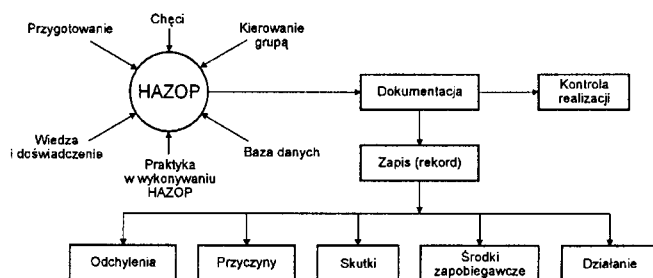 Chęci
Przygotowanie
Kierowanie
grupą
HAZOP
Dokumentacja
Kontrola
realizacji
Wiedza
i doświadczenie
Praktyka
w wykonywaniu
HAZOP
Baza danych
Zapis (rekord)
Odchylenia
Przyczyny
Skutki
Środki
zapobiegawcze
Działanie